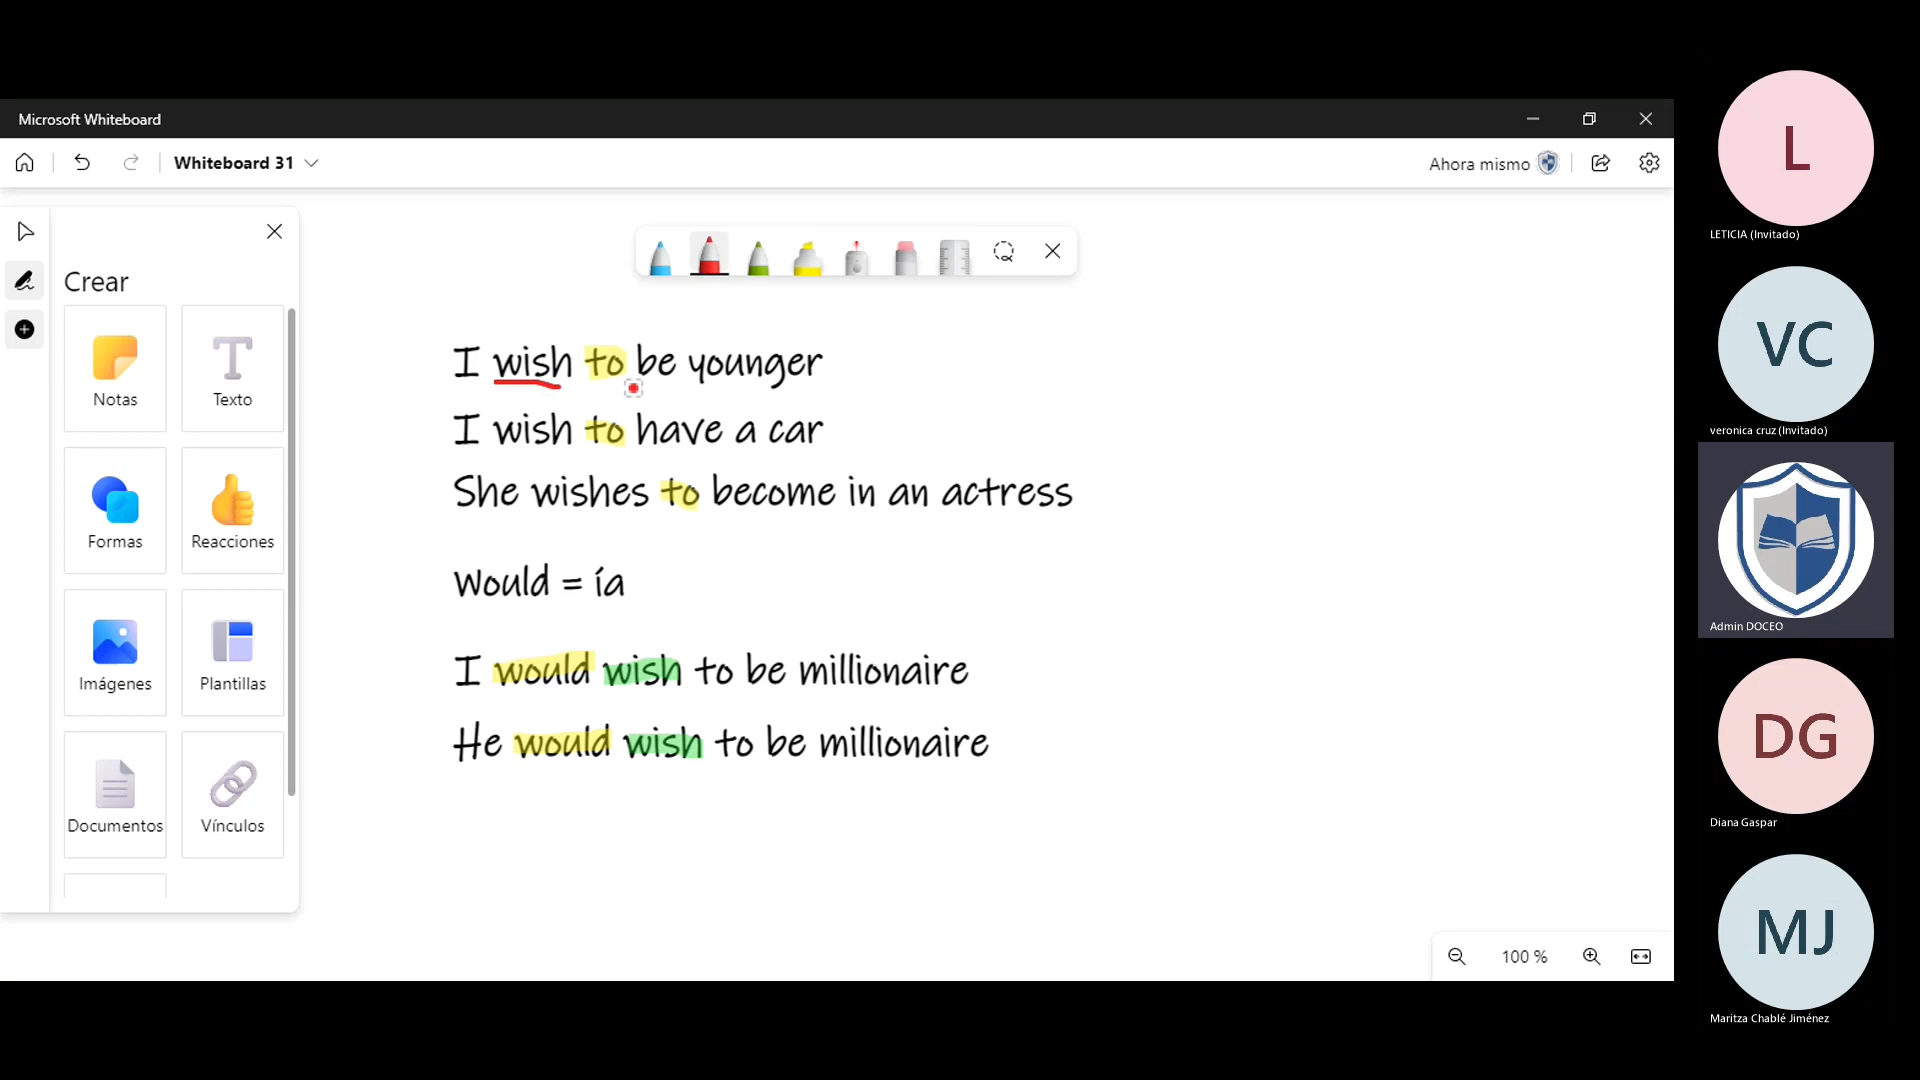 Microsoft Whiteboard
Whiteboard 31
Ahora mismo
Crear
Notas
Texto
Formas
Reacciones
Imágenes
Plantillas
Documentos
Vínculos
I wish to be younger
I wish to have a car
She wishes to become in an actress
Would = ía
I would wish to be millionaire
He would wish to be millionaire
100 %
L
LETICIA (Invitado)
VC
veronica cruz (Invitado)
Admin DOCEO
DG
Diana Gaspar
MJ
Maritza Chablé Jiménez